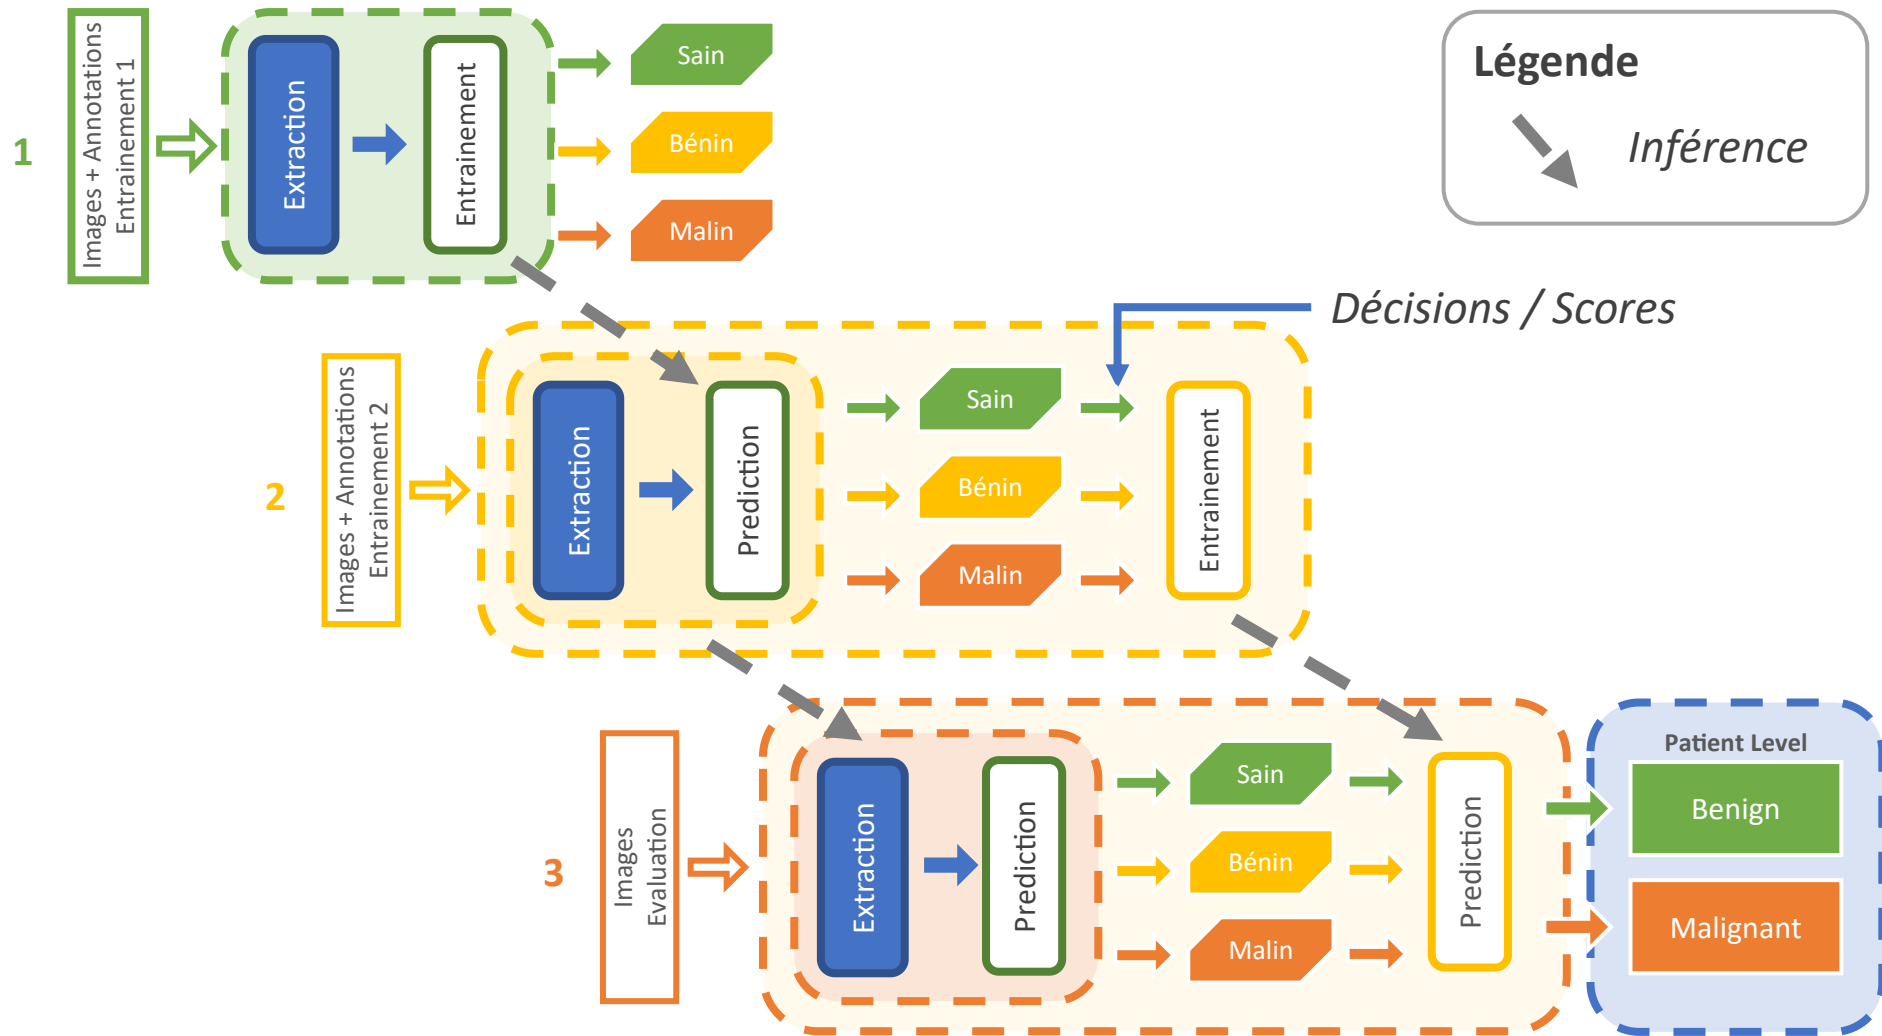 1
Images + Annotations
Entrainement 1
Extraction
Entrainement
Sain
Bénin
Malin
Légende
Inférence
Décisions / Scores
2
Images + Annotations
Entrainement 2
Extraction
Prediction
Sain
Bénin
Malin
Entrainement
3
Images
Evaluation
Extraction
Prediction
Sain
Bénin
Malin
Prediction
Patient Level
Benign
Malignant